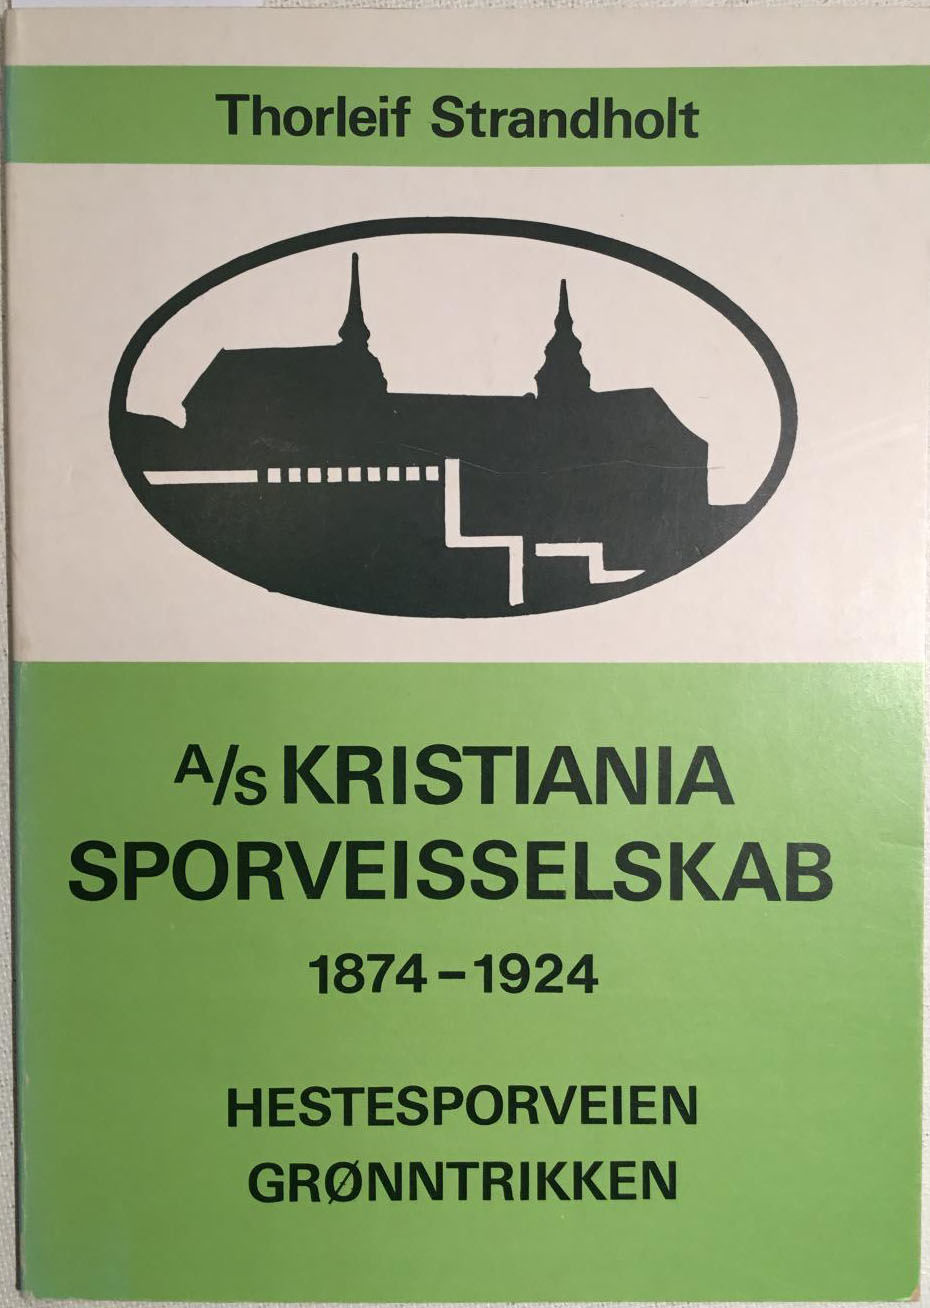 Thorleif Strandholt
A/S KRISTIANIA
SPORVEISSELSKAB
1874–1924
HESTESPORVEIEN
GRØNNTRIKKEN